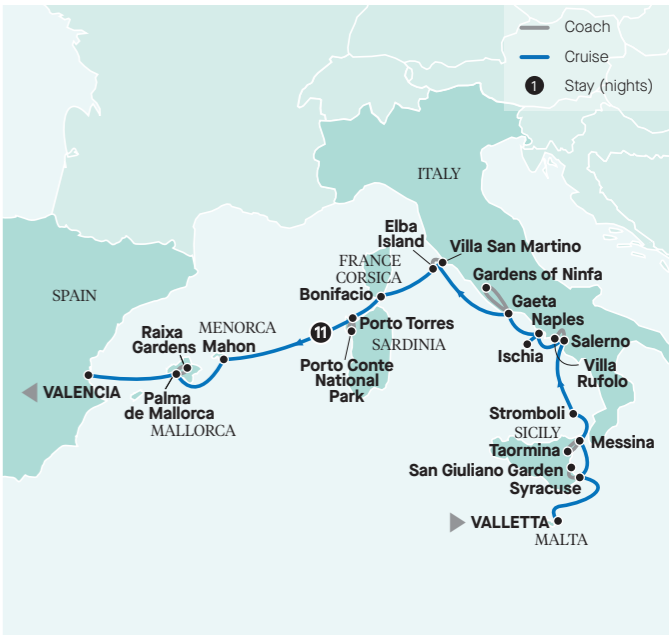 Coach
Cruise
1 Stay (nights)
ITALY
Elba
Island
Villa San Martino
FRANCE
CORSICA
Gardens of Ninfa
Bonifacio
Gaeta
SPAIN
Naples
11
Porto Torres
Raixa
Gardens
MENORCA
Mahon
SARDINIA
Salerno
Ischia
Villa
Rufolo
Porto Conte
National
Park
VALENCIA
Palma
de Mallorca
MALLORCA
Stromboli
SICILY
Messina
Taormina
San Giuliano Garden
Syracuse
VALLETTA
MALTA